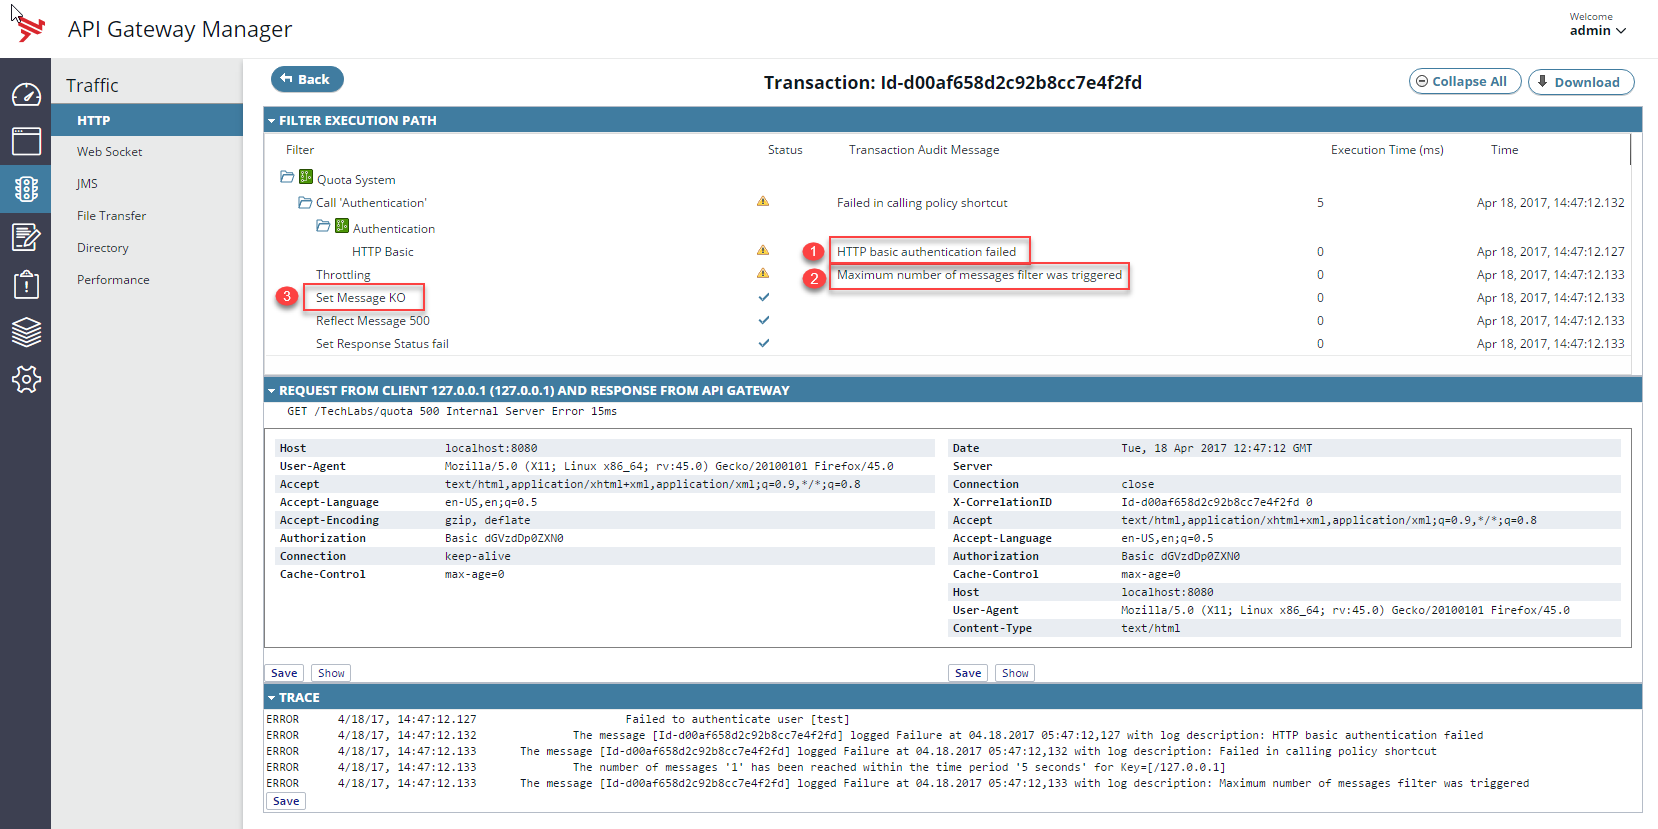 API Gateway Manager
Welcome
admin
Traffic
HTTP
Web Socket
JMS
File Transfer
Directory
Performance
Back
Transaction: Id-d00af658d2c92b8cc7e4f2fd
Collapse All
Download
FILTER EXECUTION PATH
Filter Status Transaction Audit Message Execution Time (ms) Time
Quota System
Call 'Authentication' Failed in calling policy shortcut 5 Apr 18, 2017, 14:47:12.132
Authentication
HTTP Basic 1 HTTP basic authentication failed 0 Apr 18, 2017, 14:47:12.127
Throttling 2 Maximum number of messages filter was triggered 0 Apr 18, 2017, 14:47:12.133
3 Set Message KO 0 Apr 18, 2017, 14:47:12.133
Reflect Message 500 0 Apr 18, 2017, 14:47:12.133
Set Response Status fail 0 Apr 18, 2017, 14:47:12.133
REQUEST FROM CLIENT 127.0.0.1 (127.0.0.1) AND RESPONSE FROM API GATEWAY
GET /TechLabs/quota 500 Internal Server Error 15ms
Host localhost:8080
User-Agent Mozilla/5.0 (X11; Linux x86_64; rv:45.0) Gecko/20100101 Firefox/45.0
Accept text/html,application/xhtml+xml,application/xml;q=0.9,*/*;q=0.8
Accept-Language en-US,en;q=0.5
Accept-Encoding gzip, deflate
Authorization Basic dGVzdDp0ZXN0
Connection keep-alive
Cache-Control max-age=0
Date Tue, 18 Apr 2017 12:47:12 GMT
Server
Connection close
X-CorrelationID Id-d00af658d2c92b8cc7e4f2fd 0
Accept text/html,application/xhtml+xml,application/xml;q=0.9,*/*;q=0.8
Accept-Language en-US,en;q=0.5
Authorization Basic dGVzdDp0ZXN0
Cache-Control max-age=0
Host localhost:8080
User-Agent Mozilla/5.0 (X11; Linux x86_64; rv:45.0) Gecko/20100101 Firefox/45.0
Content-Type text/html
Save Show
Save Show
TRACE
ERROR 4/18/17, 14:47:12.127 Failed to authenticate user [test]
ERROR 4/18/17, 14:47:12.132 The message [Id-d00af658d2c92b8cc7e4f2fd] logged Failure at 04.18.2017 05:47:12,127 with log description: HTTP basic authentication failed
ERROR 4/18/17, 14:47:12.133 The message [Id-d00af658d2c92b8cc7e4f2fd] logged Failure at 04.18.2017 05:47:12,132 with log description: Failed in calling policy shortcut
ERROR 4/18/17, 14:47:12.133 The number of messages '1' has been reached within the time period '5 seconds' for Key=[/127.0.0.1]
ERROR 4/18/17, 14:47:12.133 The message [Id-d00af658d2c92b8cc7e4f2fd] logged Failure at 04.18.2017 05:47:12,133 with log description: Maximum number of messages filter was triggered
Save